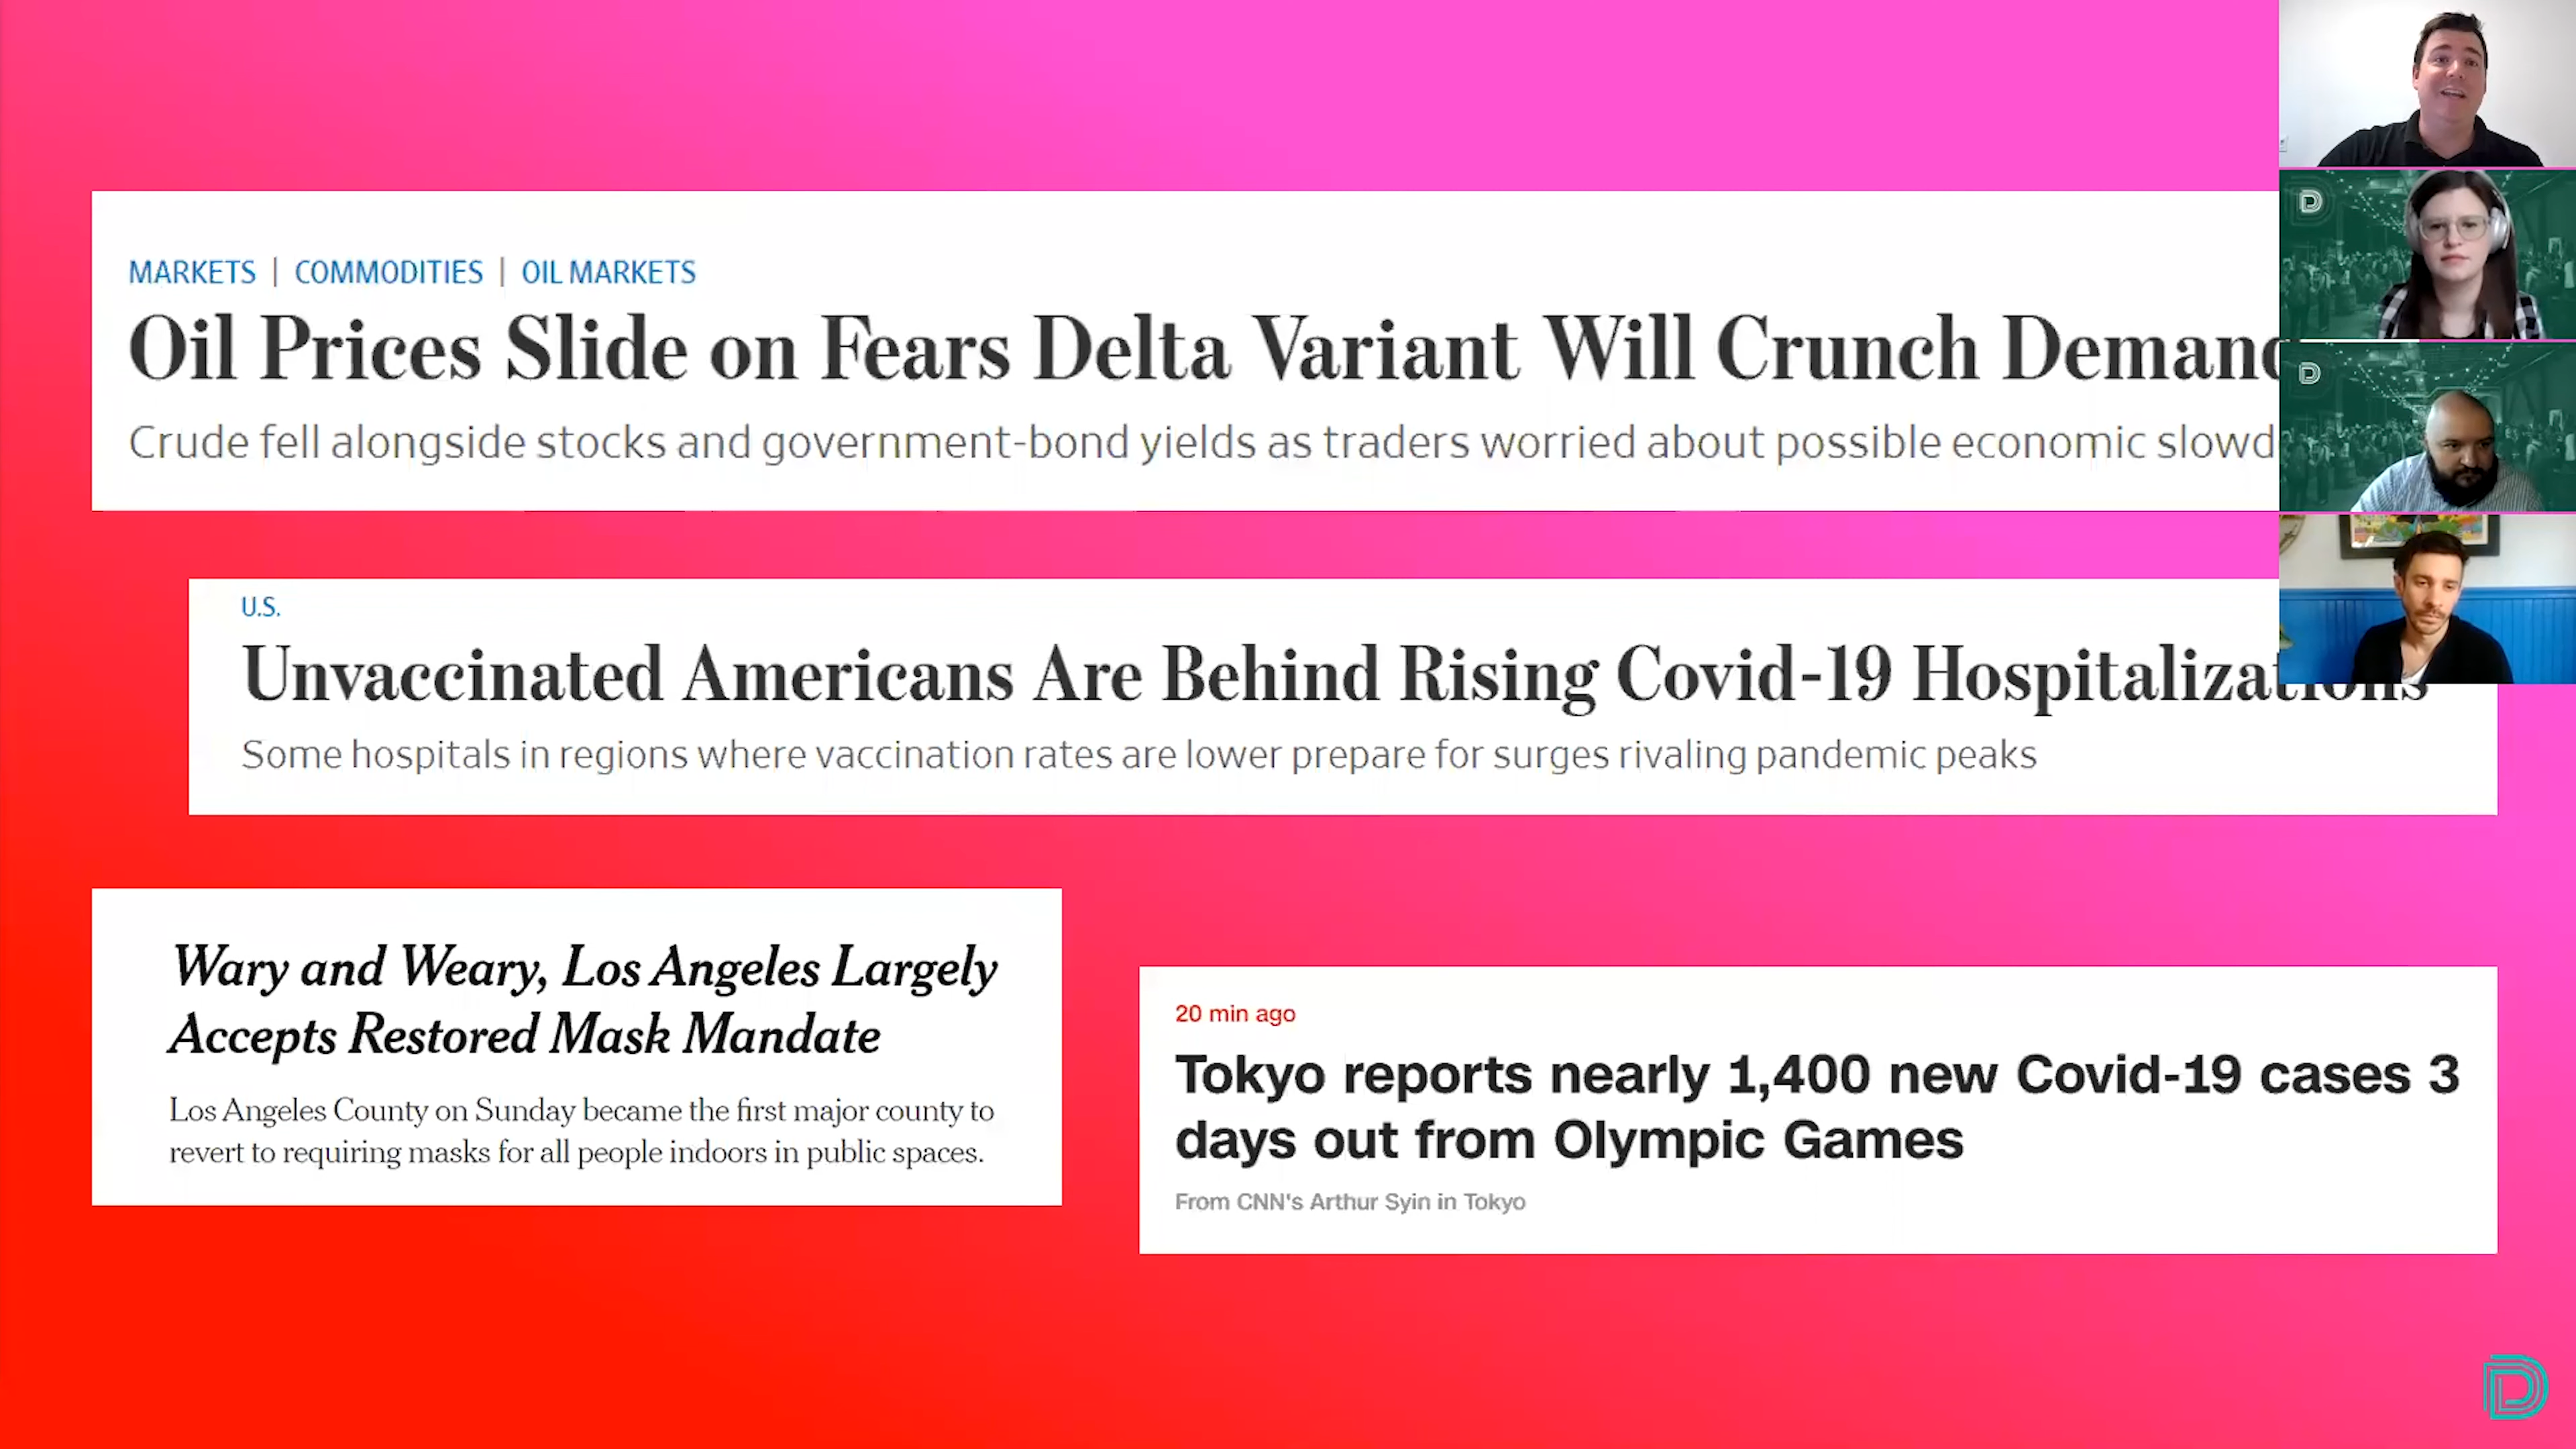 MARKETS | COMMODITIES | OIL MARKETS
Oil Prices Slide on Fears Delta Variant Will Crunch Deman
Crude fell alongside stocks and government-bond yields as traders worried about possible economic slowd
U.S.
Unvaccinated Americans Are Behind Rising Covid-19 Hospitalizations
Some hospitals in regions where vaccination rates are lower prepare for surges rivaling pandemic peaks
Wary and Weary, Los Angeles Largely
Accepts Restored Mask Mandate
Los Angeles County on Sunday became the first major county to
revert to requiring masks for all people indoors in public spaces.
20 min ago
Tokyo reports nearly 1,400 new Covid-19 cases 3
days out from Olympic Games
From CNN's Arthur Syin in Tokyo